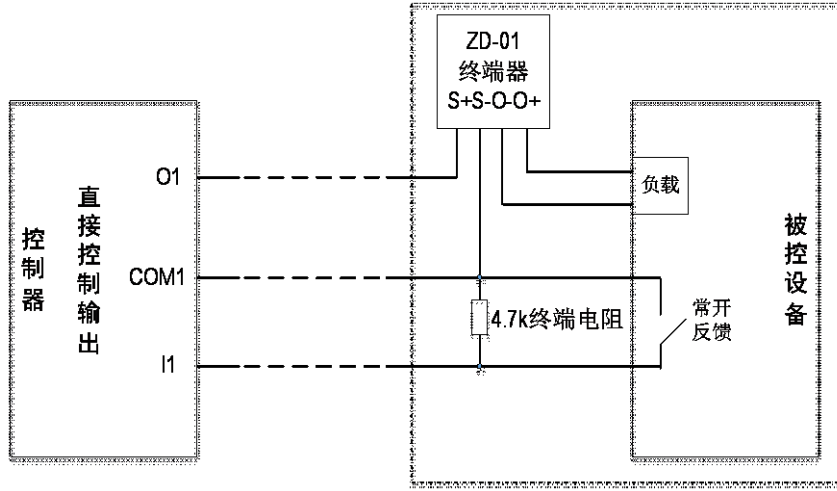 ZD-01
终端器
S+S-O-O+
控制器
直接控制输出
O1
COM1
I1
负载
被控设备
4.7k终端电阻
常开
反馈